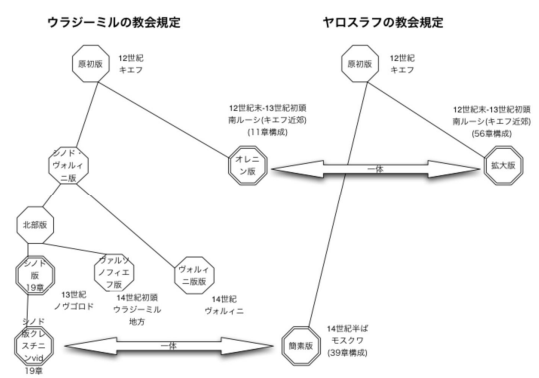 ウラジーミルの教会規定
ヤロスラフの教会規定
原初版
12世紀
キエフ
原初版
12世紀
キエフ
12世紀末-13世紀初頭
南ルーシ(キエフ近郊)
(11章構成)
12世紀末-13世紀初頭
南ルーシ(キエフ近郊)
(56章構成)
シノド・
ヴォルィ
ニ版
オレニ
ン版
一体
拡大版
北部版
シノド
版
19章
ヴァルソ
ノフィエ
フ版
ヴォルィ
ニ版版
13世紀
ノヴゴロド
14世紀初頭
ウラジーミル
地方
14世紀
ヴォルィニ
シノド
版クレ
スチニ
ンvid
19章
一体
簡素版
14世紀半ば
モスクワ
(39章構成)